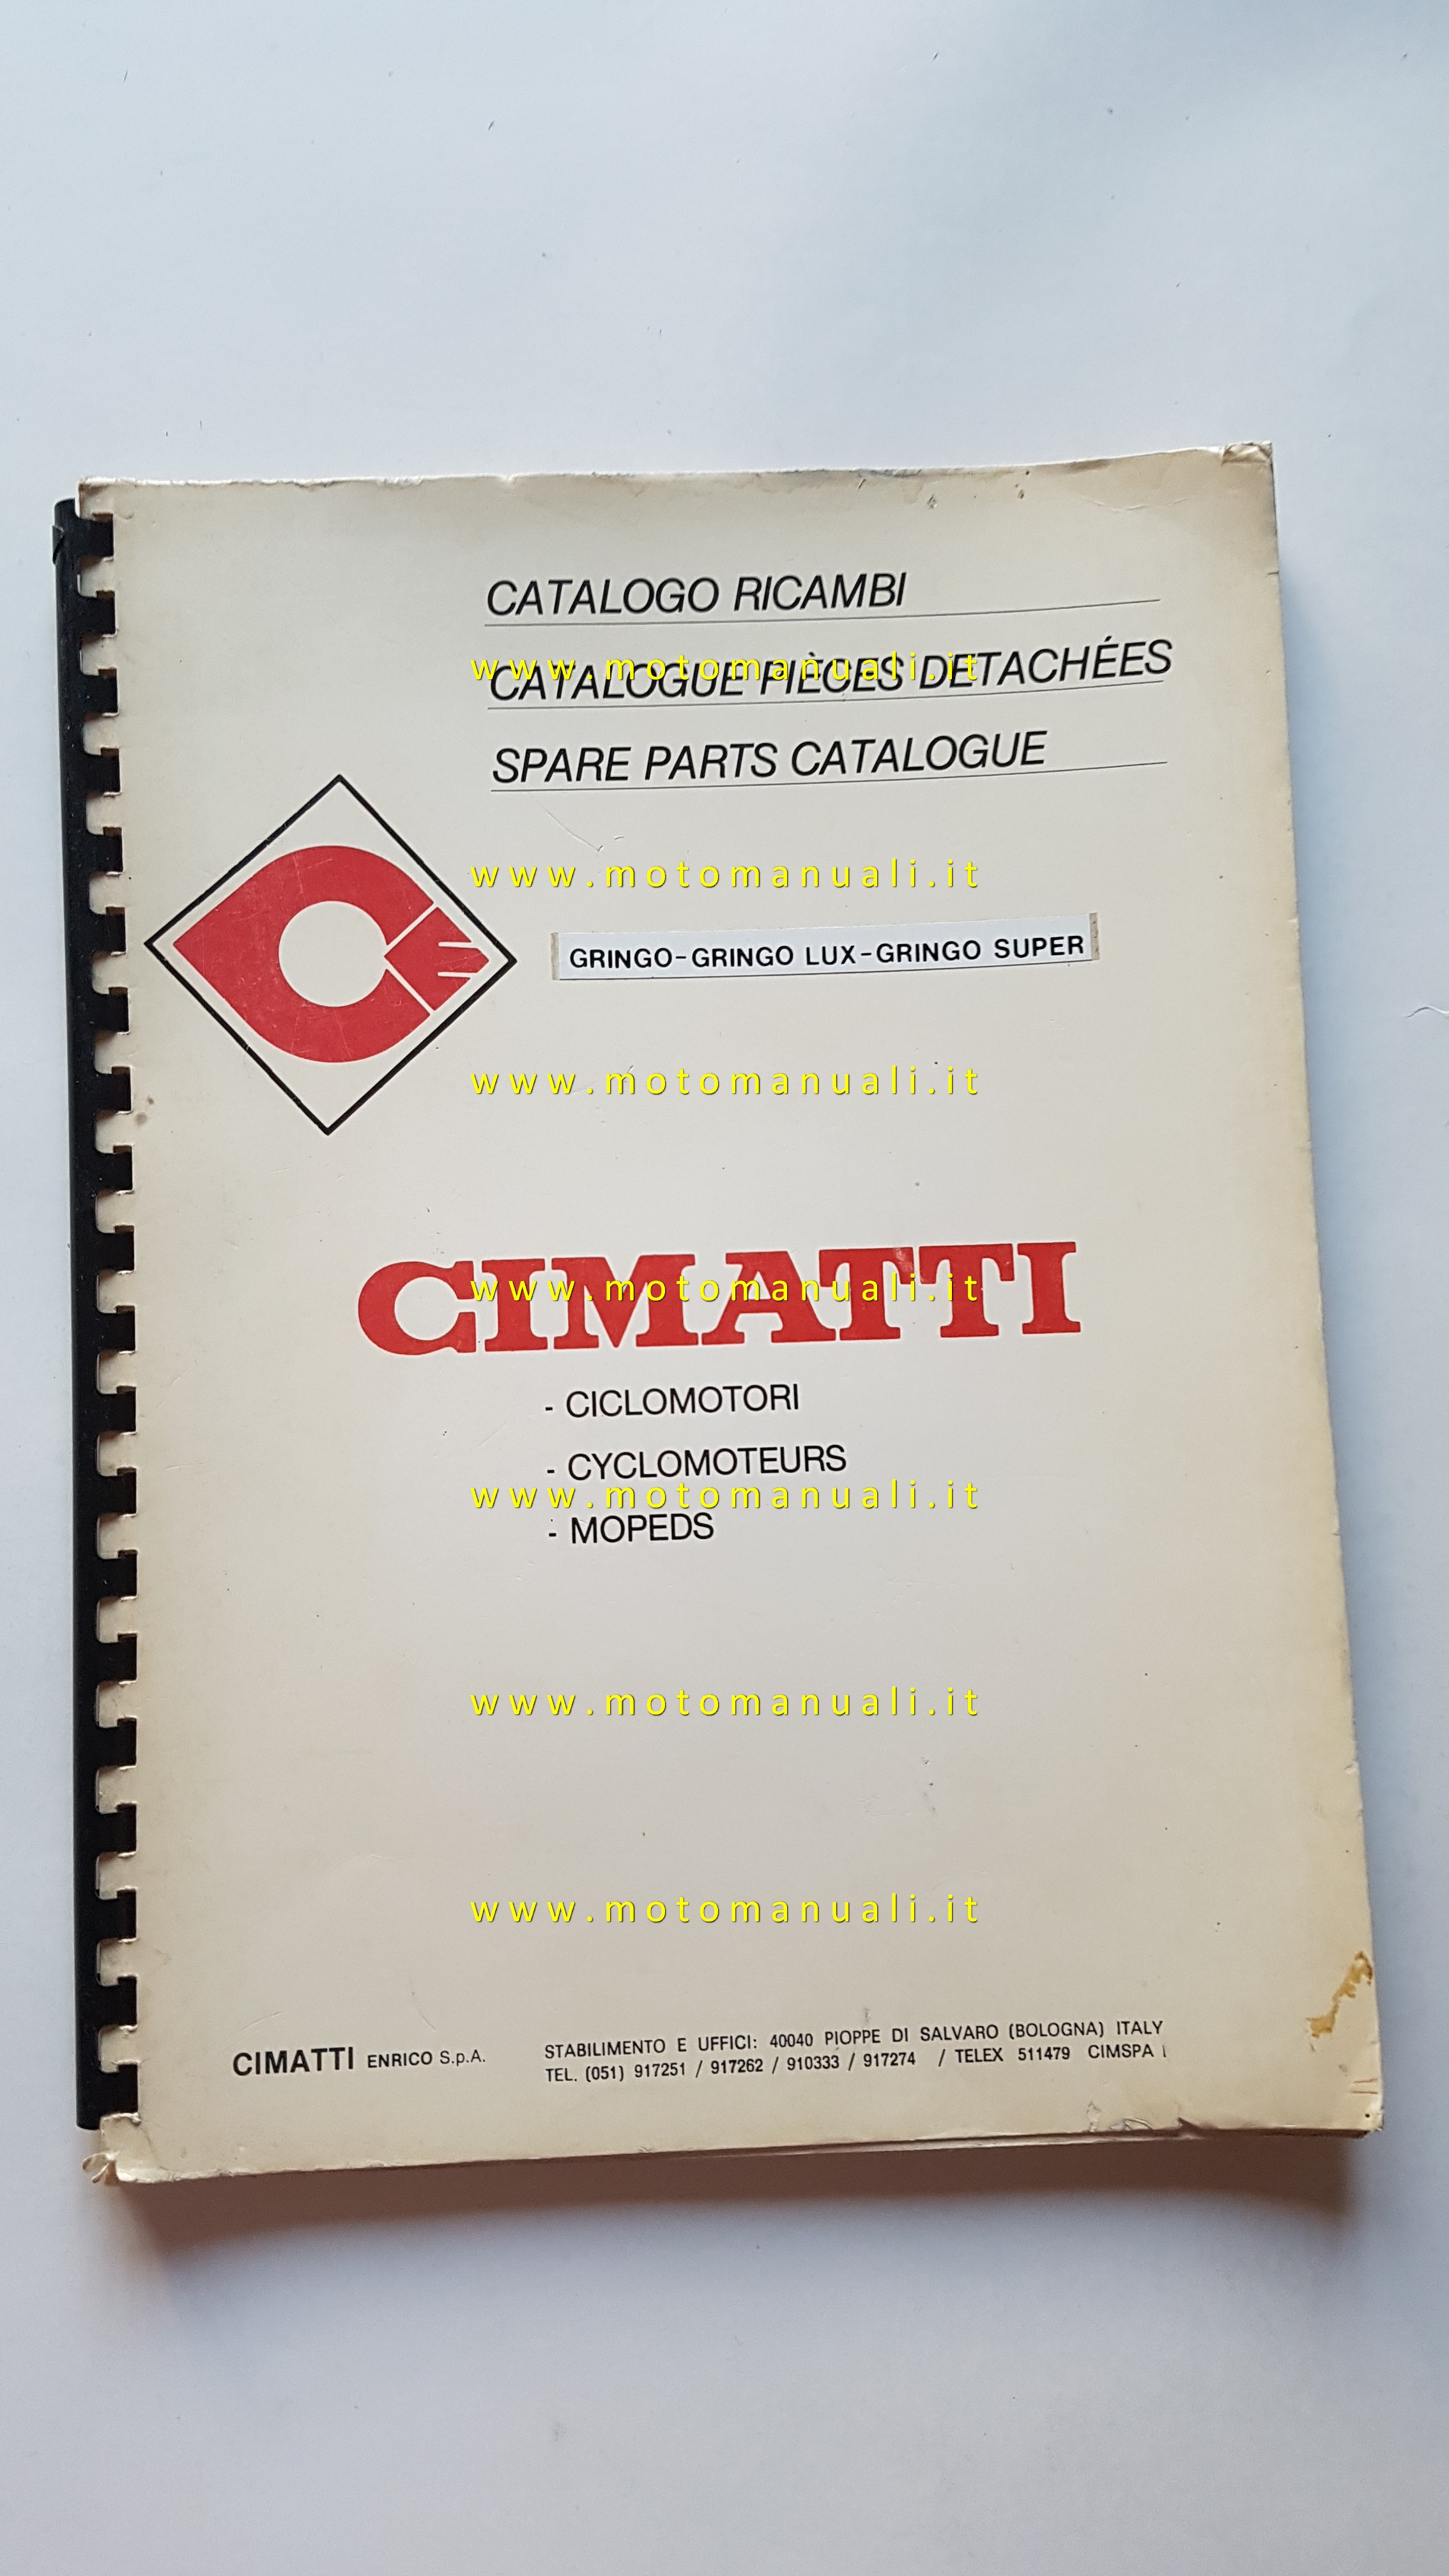 CATALOGO RICAMBI
www.motomanuali.it
CATALOGUE PIÈCES DETACHÉES
SPARE PARTS CATALOGUE
www.motomanuali.it
GRINGO-GRINGO LUX-GRINGO SUPER
www.motomanuali.it
CIMATTI
www.motomanuali.it
- CICLOMOTORI
- CYCLOMOTEURS
www.motomanuali.it
- MOPEDS
www.motomanuali.it
www.motomanuali.it
CIMATTI ENRICO S.p.A.
STABILIMENTO E UFFICI: 40040 PIOPPE DI SALVARO (BOLOGNA) ITALY
TEL. (051) 917251 / 917262 / 910333 / 917274 / TELEX 511479 CIMSPA I